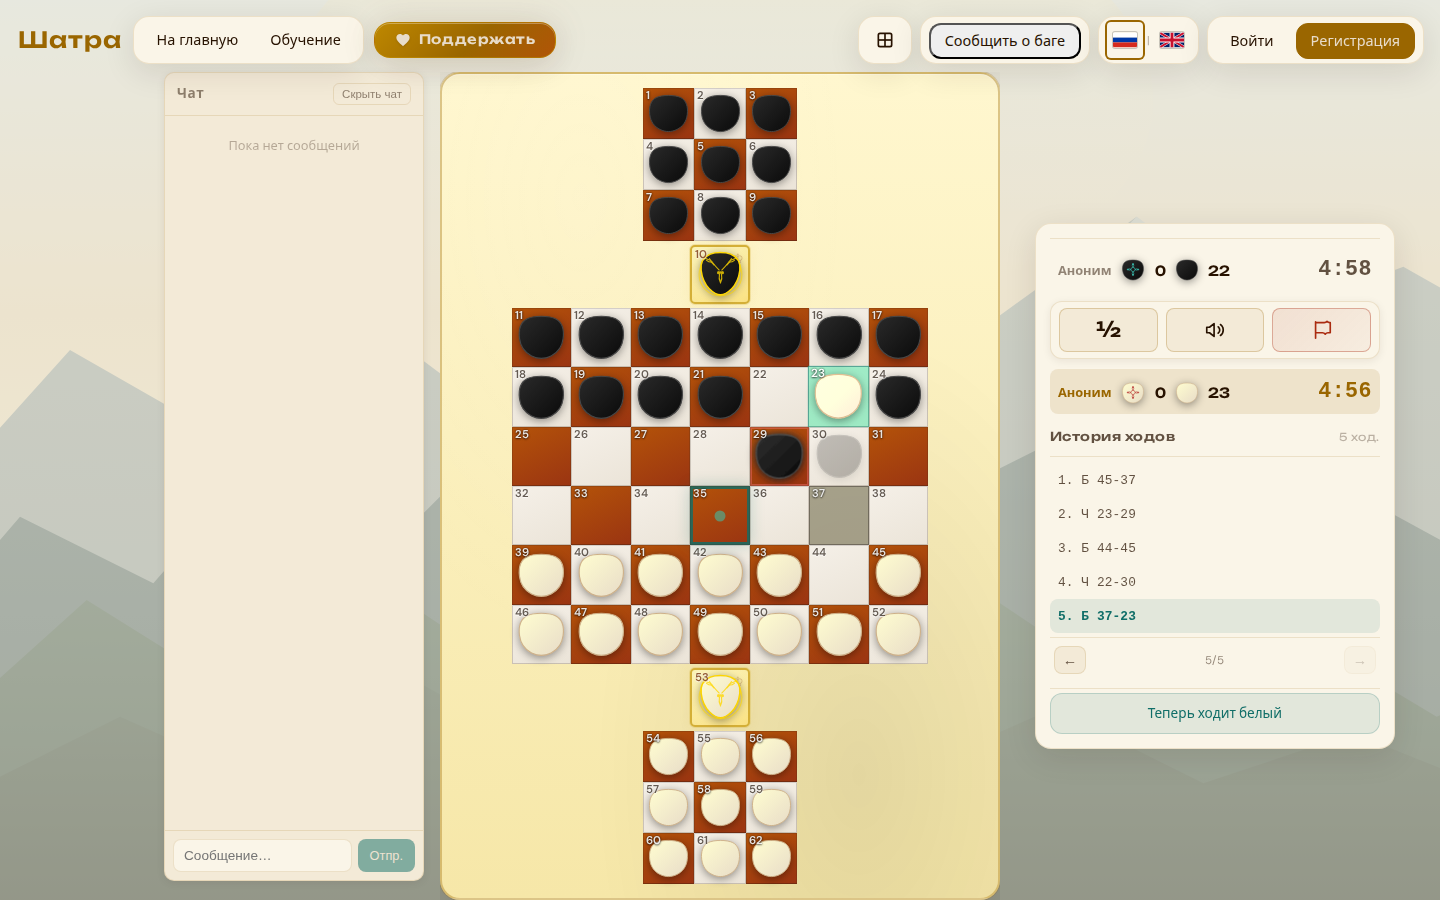 Шатра
На главную
Обучение
Поддержать
Сообщить о баге
Войти
Регистрация
Чат
Скрыть чат
Пока нет сообщений
Сообщение...
Отпр.
1 2 3
4 5 6
7 8 9
10
11 12 13 14 15 16 17
18 19 20 21 22 23 24
25 26 27 28 29 30 31
32 33 34 35 36 37 38
39 40 41 42 43 44 45
46 47 48 49 50 51 52
53
54 55 56
57 58 59
60 61 62
Аноним 0 22 4:58
½
Аноним 0 23 4:56
История ходов 5 ход.
1. Б 45-37
2. Ч 23-29
3. Б 44-45
4. Ч 22-30
5. Б 37-23
← 5/5 →
Теперь ходит белый